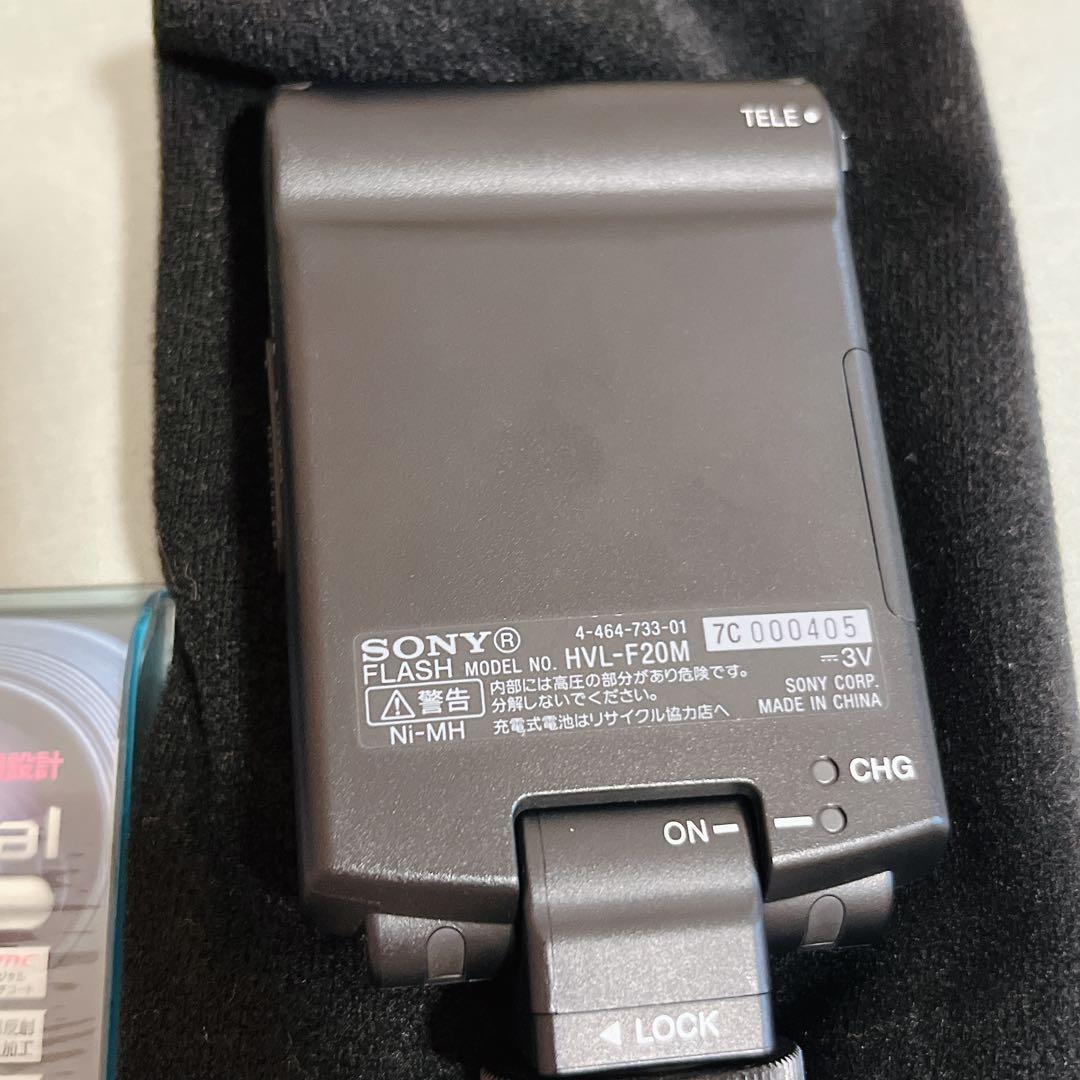 TELE
SONY®
4-464-733-01
7C 000405
FLASH MODEL NO. HVL-F20M
⎓3V
⚠警告
内部には高圧の部分があり危険です。
分解しないでください。
SONY CORP.
Ni-MH 充電式電池はリサイクル協力店へ
MADE IN CHINA
CHG
ON
◀ LOCK
設計
al